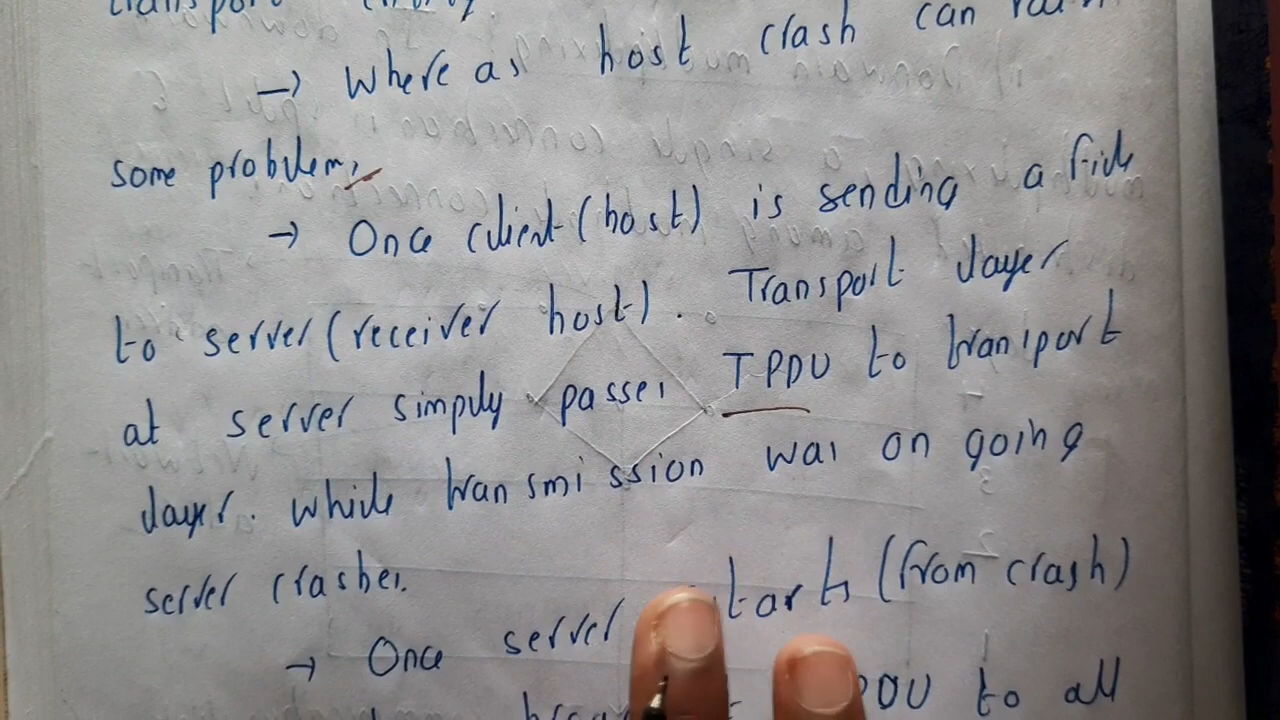 transport
→ Where as host crash can
some problem,
→ Once client (host) is sending a file
to server (receiver host). Transport layer
at server simply passes TPDU to transport
layer. while transmission was on going
server crashes.
→ Once server (from crash)
to all